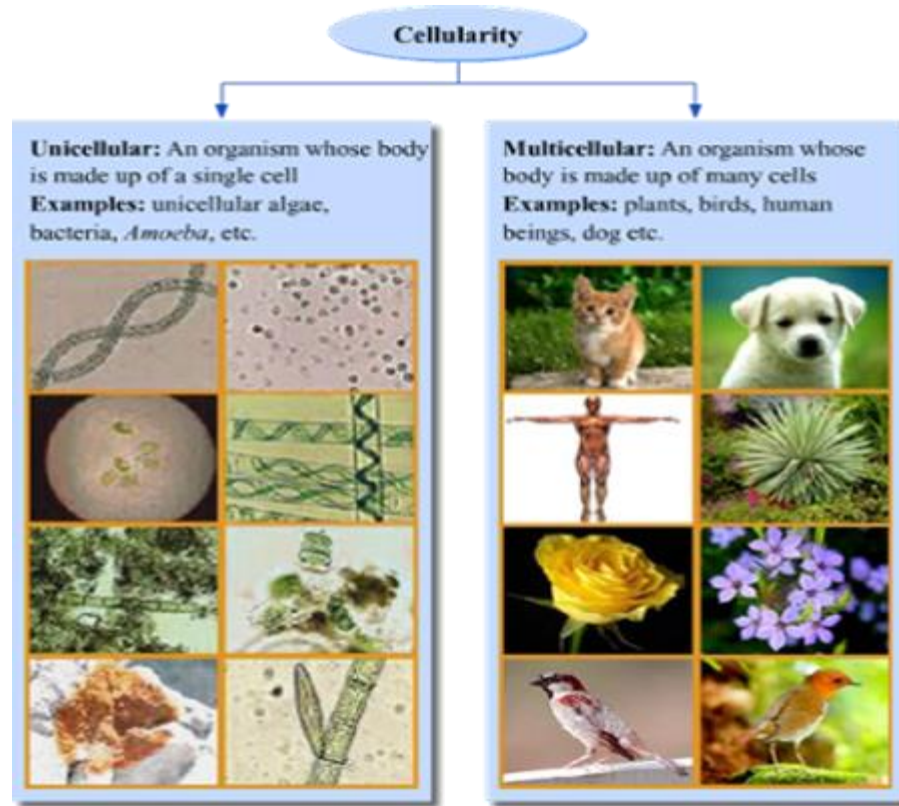 Cellularity
Unicellular: An organism whose body
is made up of a single cell
Examples: unicellular algae,
bacteria, Amoeba, etc.
Multicellular: An organism whose
body is made up of many cells
Examples: plants, birds, human
beings, dog etc.